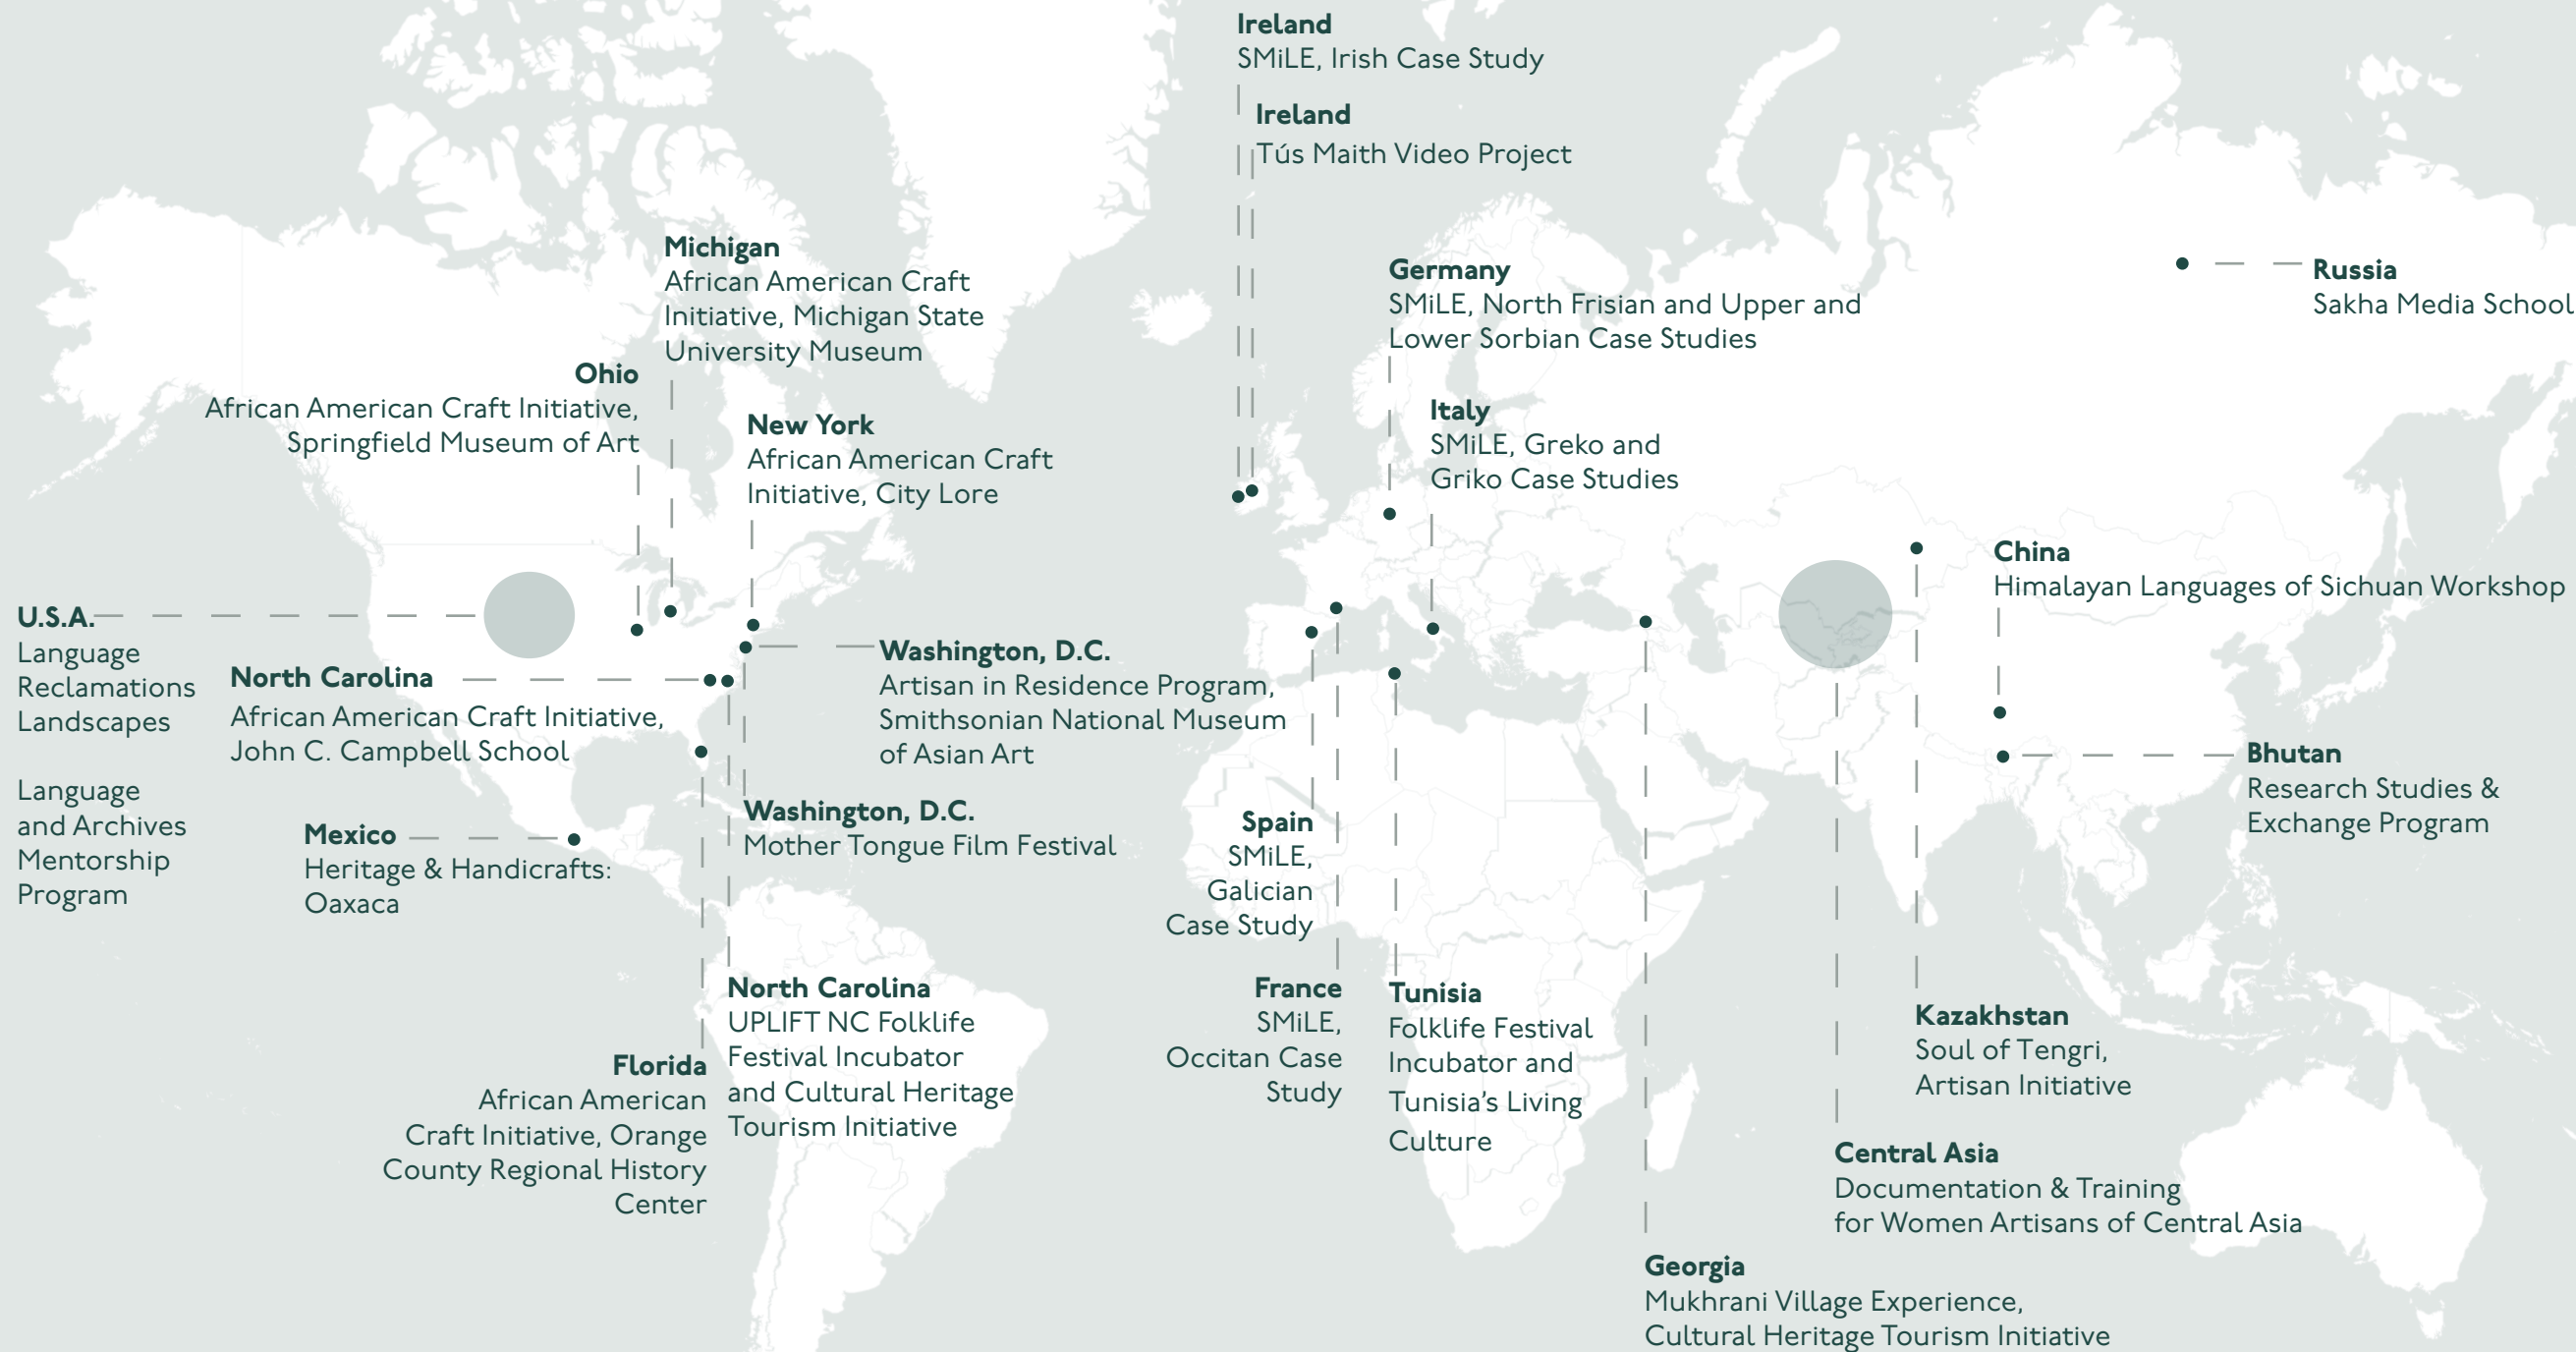 Ireland
SMiLE, Irish Case Study
Ireland
Tús Maith Video Project
Michigan
African American Craft
Initiative, Michigan State
University Museum
Germany
SMiLE, North Frisian and Upper and
Lower Sorbian Case Studies
Russia
Sakha Media School
Ohio
African American Craft Initiative,
Springfield Museum of Art
New York
African American Craft
Initiative, City Lore
Italy
SMiLE, Greko and
Griko Case Studies
China
Himalayan Languages of Sichuan Workshop
U.S.A.
Language
Reclamations
Landscapes
Language
and Archives
Mentorship
Program
North Carolina
African American Craft Initiative,
John C. Campbell School
Washington, D.C.
Artisan in Residence Program,
Smithsonian National Museum
of Asian Art
Bhutan
Research Studies &
Exchange Program
Mexico
Heritage & Handicrafts:
Oaxaca
Washington, D.C.
Mother Tongue Film Festival
Spain
SMiLE,
Galician
Case Study
North Carolina
UPLIFT NC Folklife
Festival Incubator
and Cultural Heritage
Tourism Initiative
France
SMiLE,
Occitan Case
Study
Tunisia
Folklife Festival
Incubator and
Tunisia's Living
Culture
Kazakhstan
Soul of Tengri,
Artisan Initiative
Florida
African American
Craft Initiative, Orange
County Regional History
Center
Central Asia
Documentation & Training
for Women Artisans of Central Asia
Georgia
Mukhrani Village Experience,
Cultural Heritage Tourism Initiative